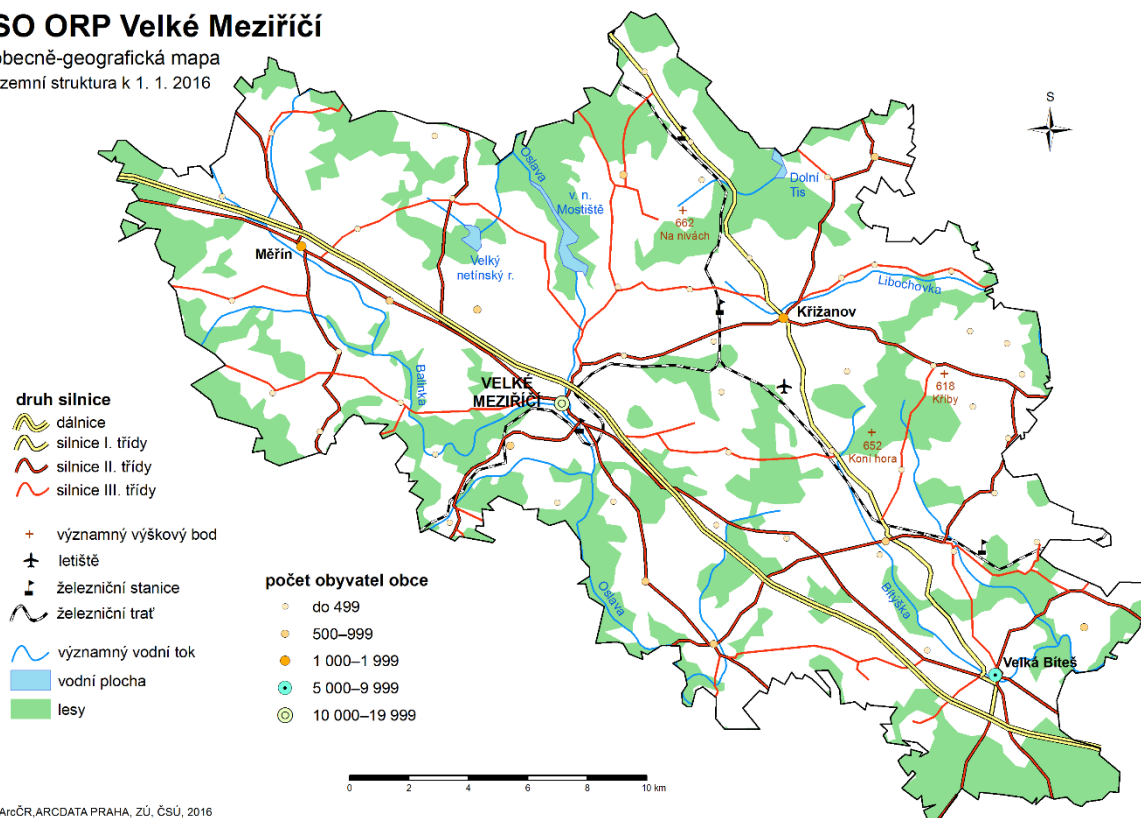 SO ORP Velké Meziříčí
obecně-geografická mapa
zemní struktura k 1. 1. 2016
S
Oslava
v. n.
Mostiště
Dolní
Tis
662
Na nivách
Měřín
Velký
netínský r.
Libochovka
Křižanov
Balinka
VELKÉ
MEZIŘÍČÍ
618
Křiby
652
Koní hora
druh silnice
dálnice
silnice I. třídy
silnice II. třídy
silnice III. třídy
významný výškový bod
letiště
železniční stanice
železniční trať
významný vodní tok
vodní plocha
lesy
počet obyvatel obce
do 499
500–999
1 000–1 999
5 000–9 999
10 000–19 999
Oslava
Bitýška
Velká Bíteš
0 2 4 6 8 10 km
ArcČR,ARCDATA PRAHA, ZÚ, ČSÚ, 2016